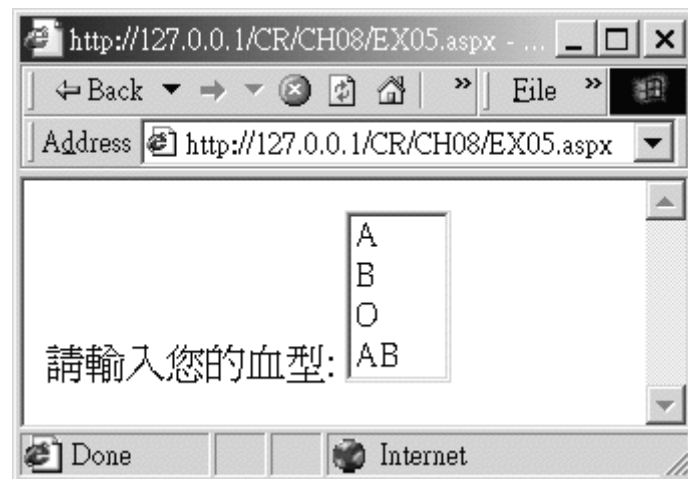 http://127.0.0.1/CR/CH08/EX05.aspx - ...
Back » File »
Address http://127.0.0.1/CR/CH08/EX05.aspx
A
B
O
請輸入您的血型: AB
Done Internet